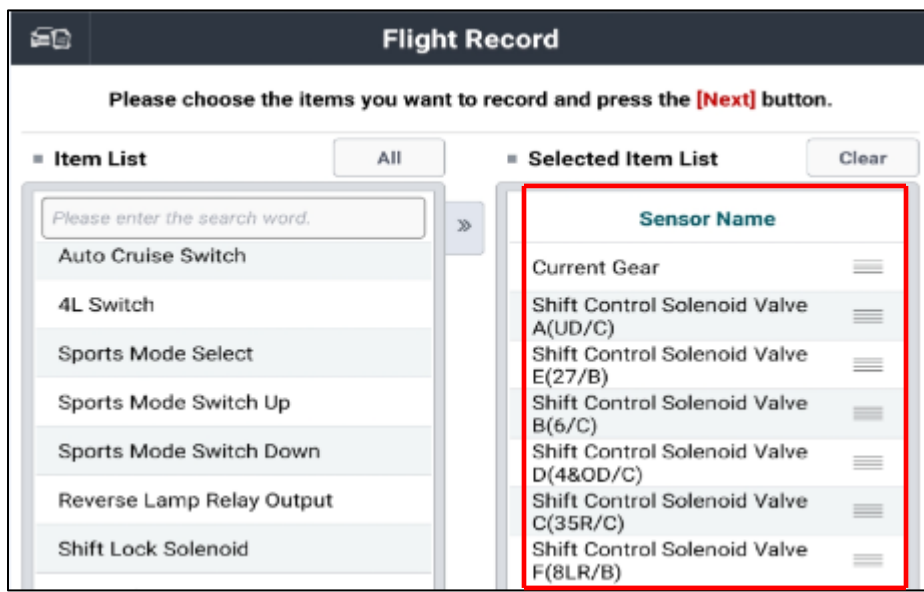 Flight Record
Please choose the items you want to record and press the [Next] button.
Item List
All
Please enter the search word.
Auto Cruise Switch
4L Switch
Sports Mode Select
Sports Mode Switch Up
Sports Mode Switch Down
Reverse Lamp Relay Output
Shift Lock Solenoid
»
Selected Item List
Clear
Sensor Name
Current Gear
Shift Control Solenoid Valve
A(UD/C)
Shift Control Solenoid Valve
E(27/B)
Shift Control Solenoid Valve
B(6/C)
Shift Control Solenoid Valve
D(4&OD/C)
Shift Control Solenoid Valve
C(35R/C)
Shift Control Solenoid Valve
F(8LR/B)